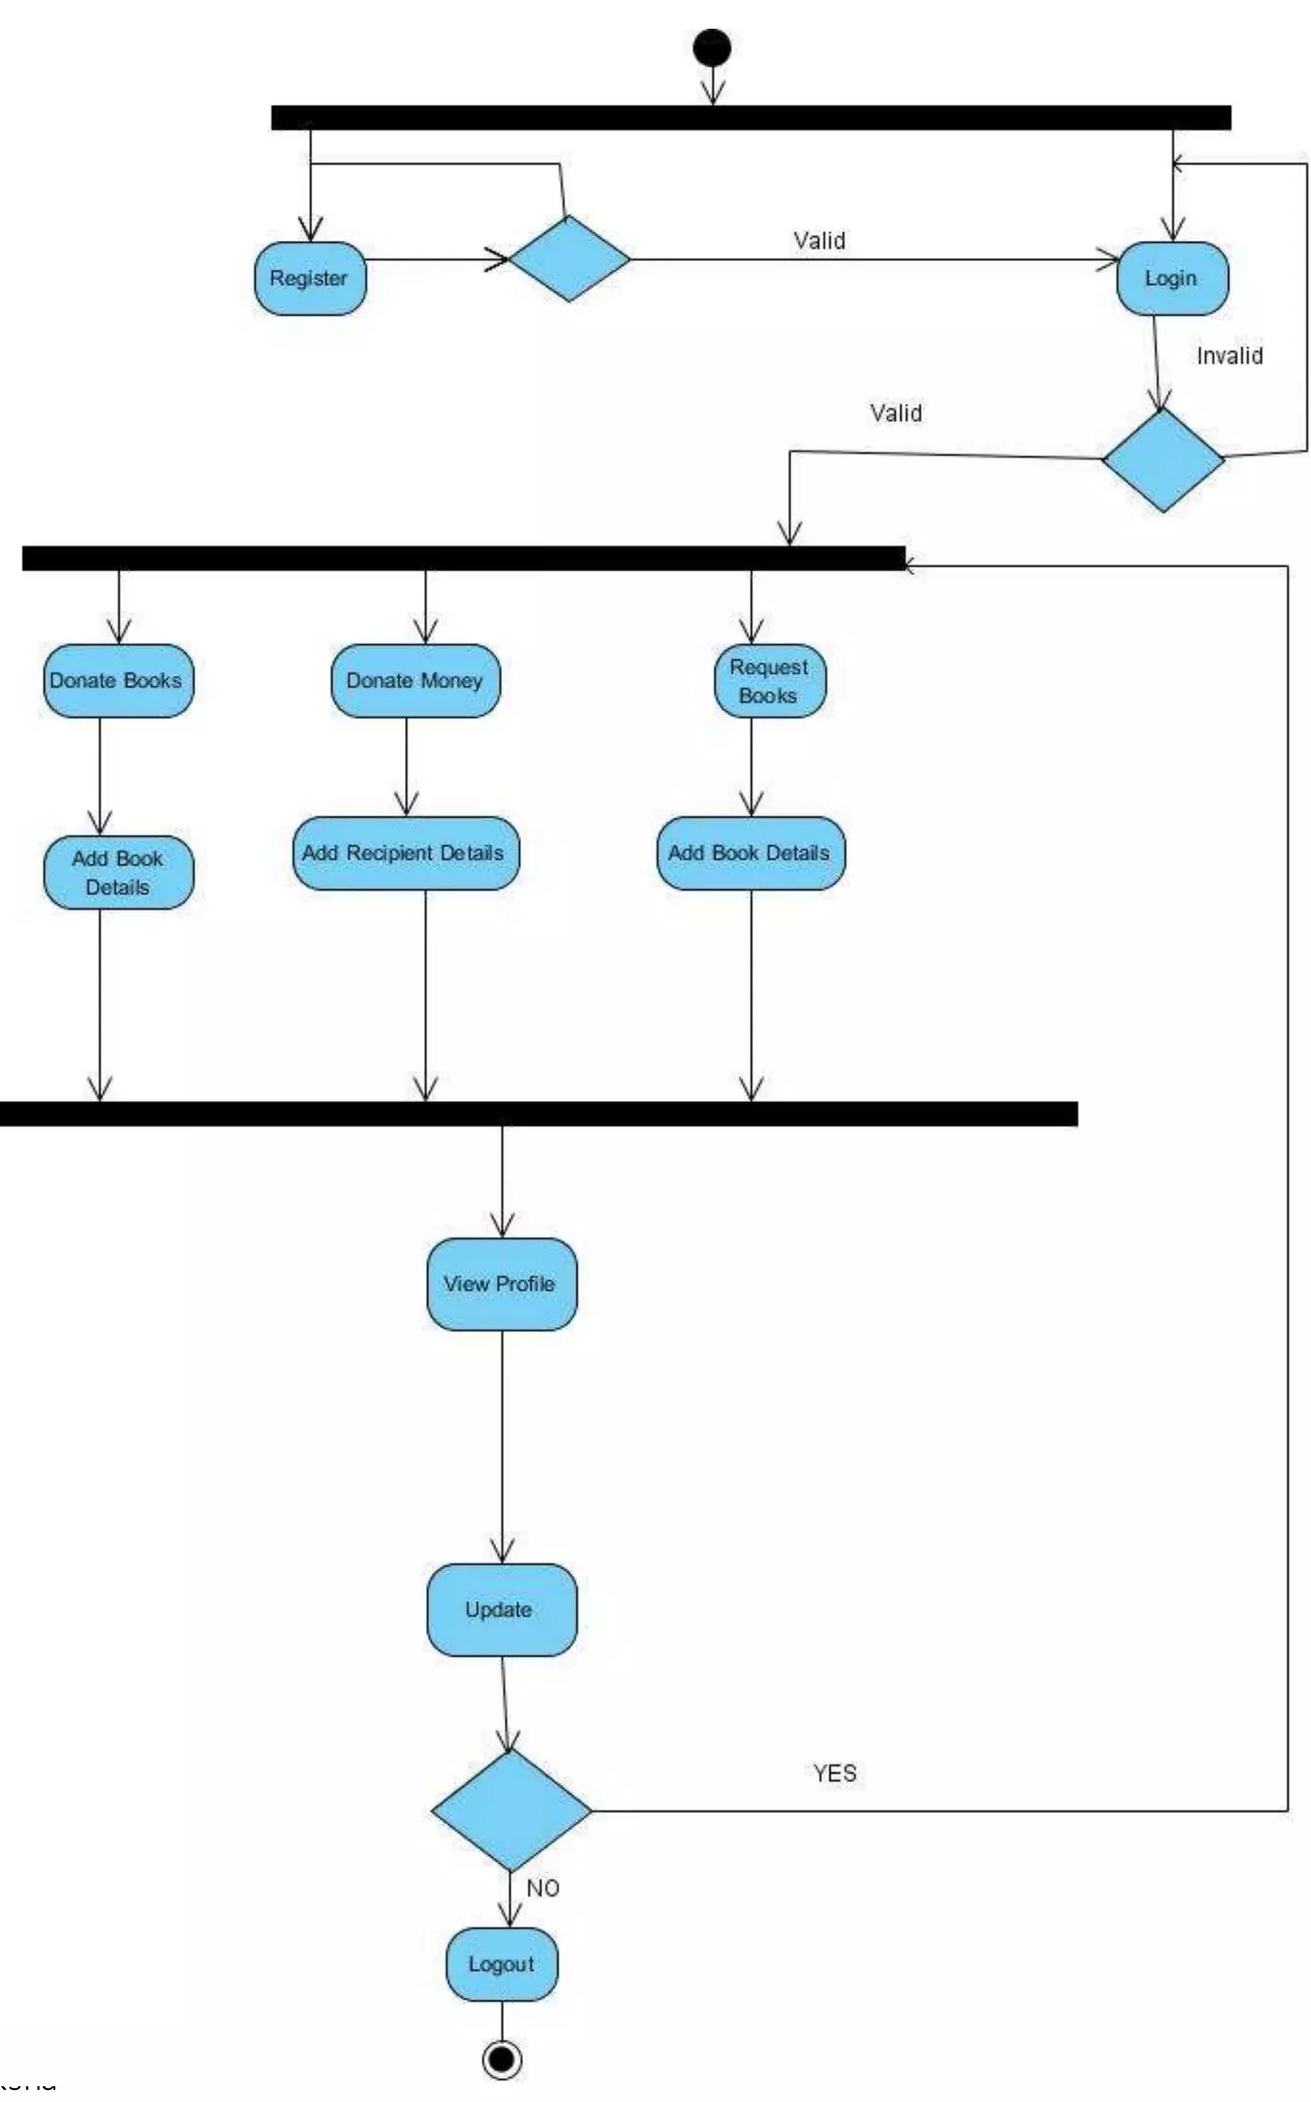 Valid
Register
Login
Invalid
Valid
Donate Books
Donate Money
Request
Books
Add Book
Details
Add Recipient Details
Add Book Details
View Profile
Update
YES
NO
Logout